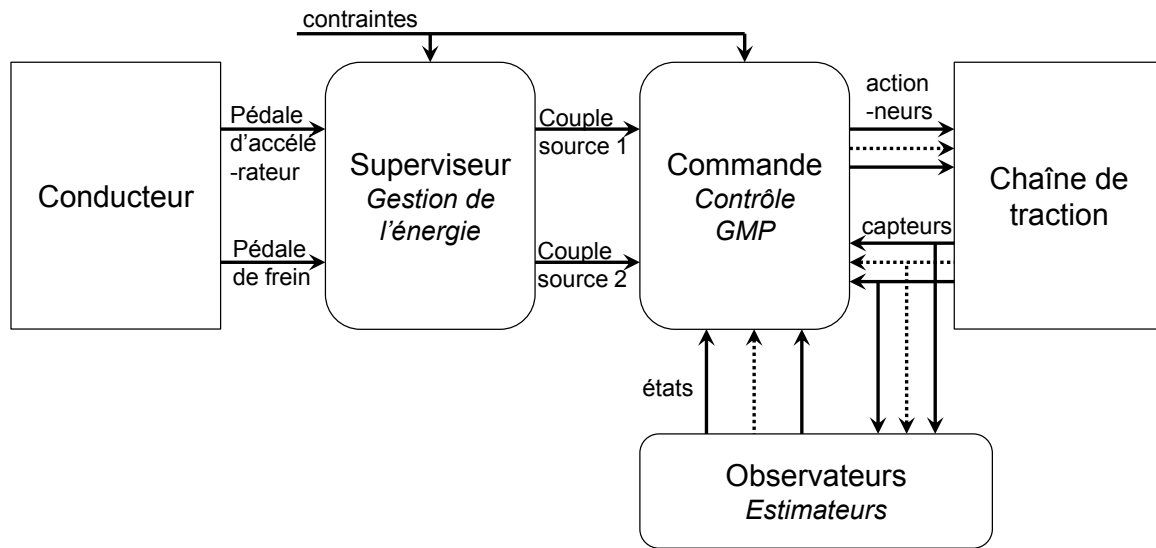 contraintes
Conducteur
Pédale
d'accélé
-rateur
Pédale
de frein
Superviseur
Gestion de
l'énergie
Couple
source 1
Couple
source 2
Commande
Contrôle
GMP
action
-neurs
capteurs
Chaîne de
traction
états
Observateurs
Estimateurs